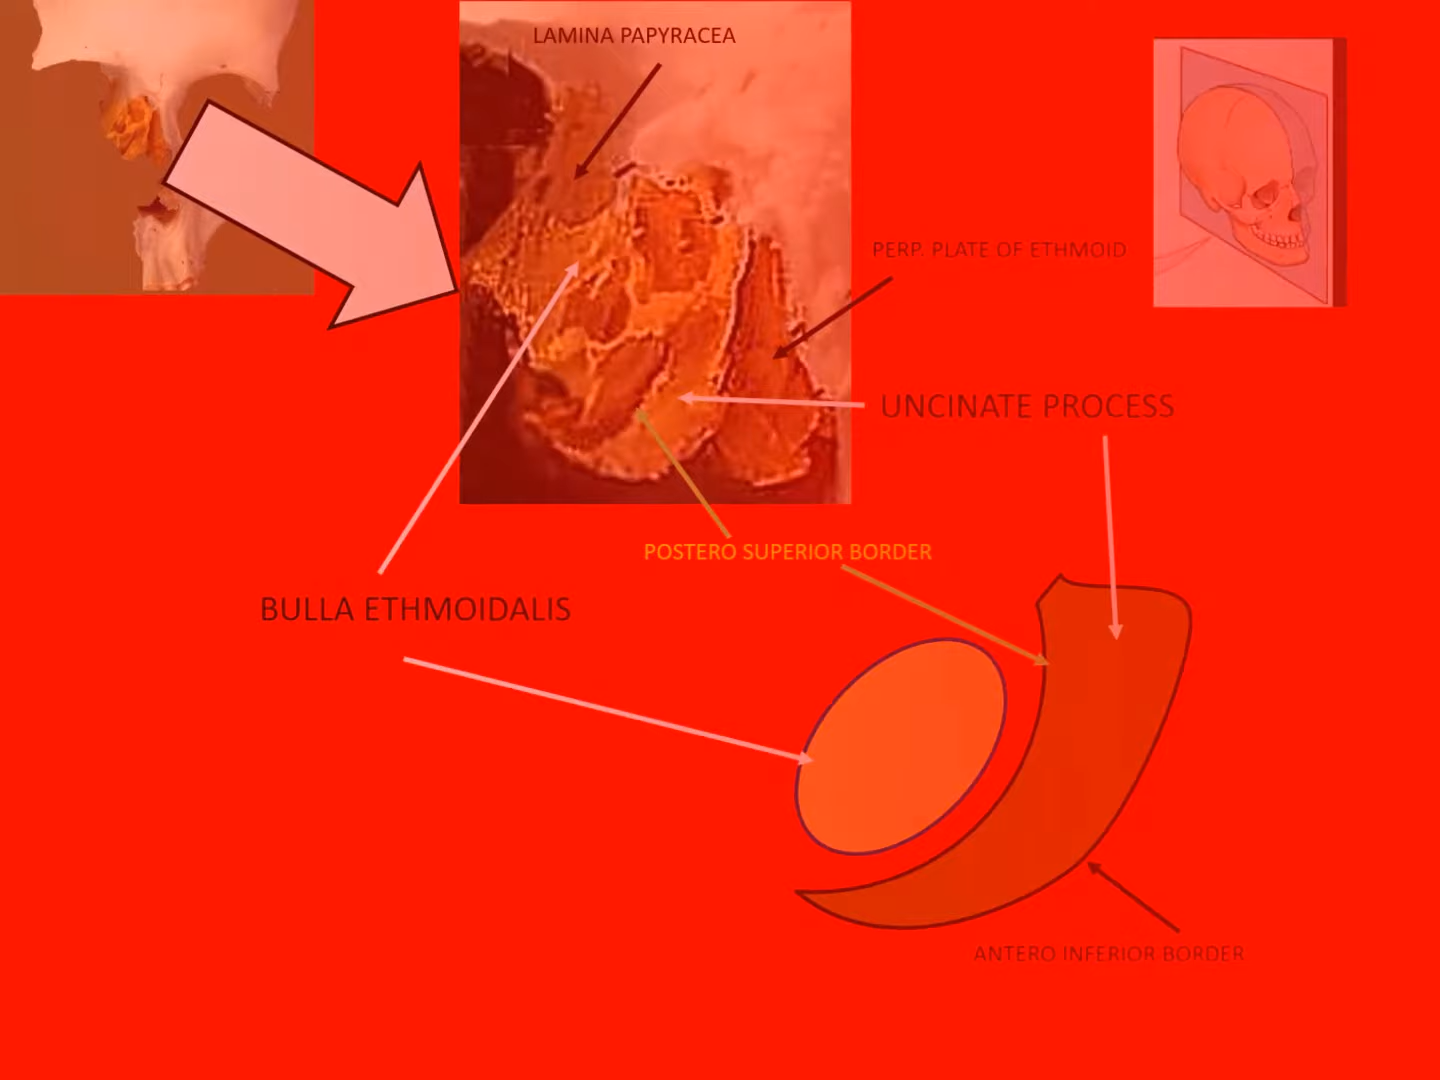 LAMINA PAPYRACEA
PERP. PLATE OF ETHMOID
UNCINATE PROCESS
POSTERO SUPERIOR BORDER
BULLA ETHMOIDALIS
ANTERO INFERIOR BORDER